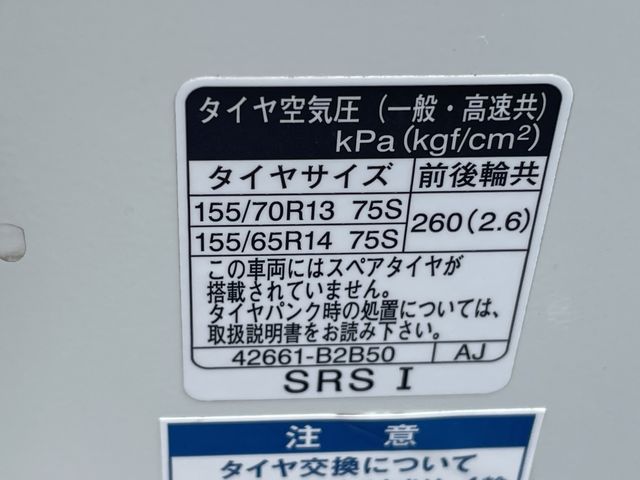 タイヤ空気圧（一般・高速共）
kPa(kgf/cm²)
タイヤサイズ 前後輪共
155/70R13 75S
260(2.6)
155/65R14 75S
この車両にはスペアタイヤが
搭載されていません。
タイヤパンク時の処置については、
取扱説明書をお読み下さい。
42661-B2B50 AJ
SRS I
注 意
タイヤ交換について